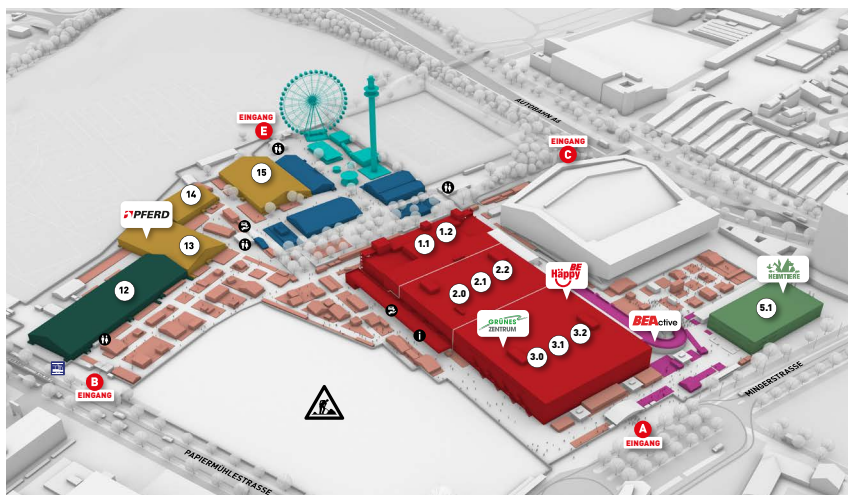 AUTOBAHN A6
EINGANG
E
EINGANG
C
15
14
PFERD
13
12
1.1
1.2
2.2
2.1
2.0
BE
Häppy
HEIMTIERE
5.1
GRÜNES
ZENTRUM
BEActive
3.2
3.1
3.0
i
B
EINGANG
A
EINGANG
MINGERSTRASSE
PAPIERMÜHLESTRASSE